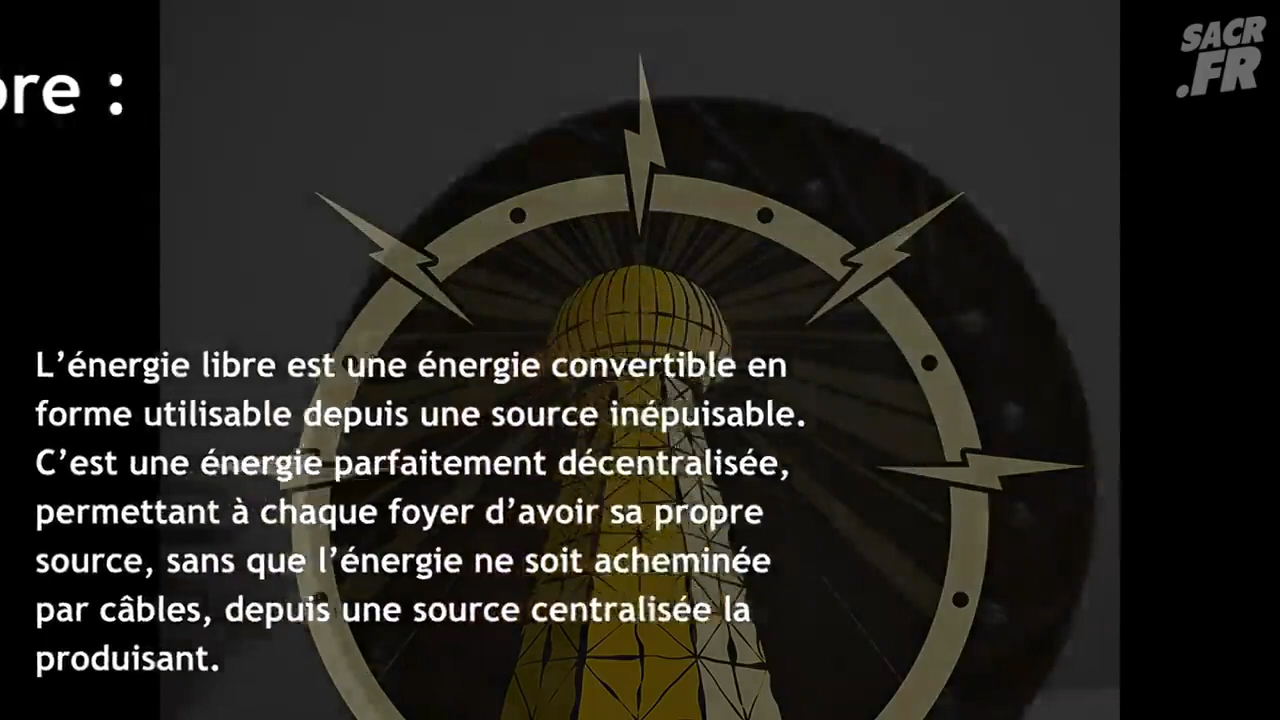 SACR
.FR
bre :
L’énergie libre est une énergie convertible en
forme utilisable depuis une source inépuisable.
C’est une énergie parfaitement décentralisée,
permettant à chaque foyer d’avoir sa propre
source, sans que l’énergie ne soit acheminée
par câbles, depuis une source centralisée la
produisant.